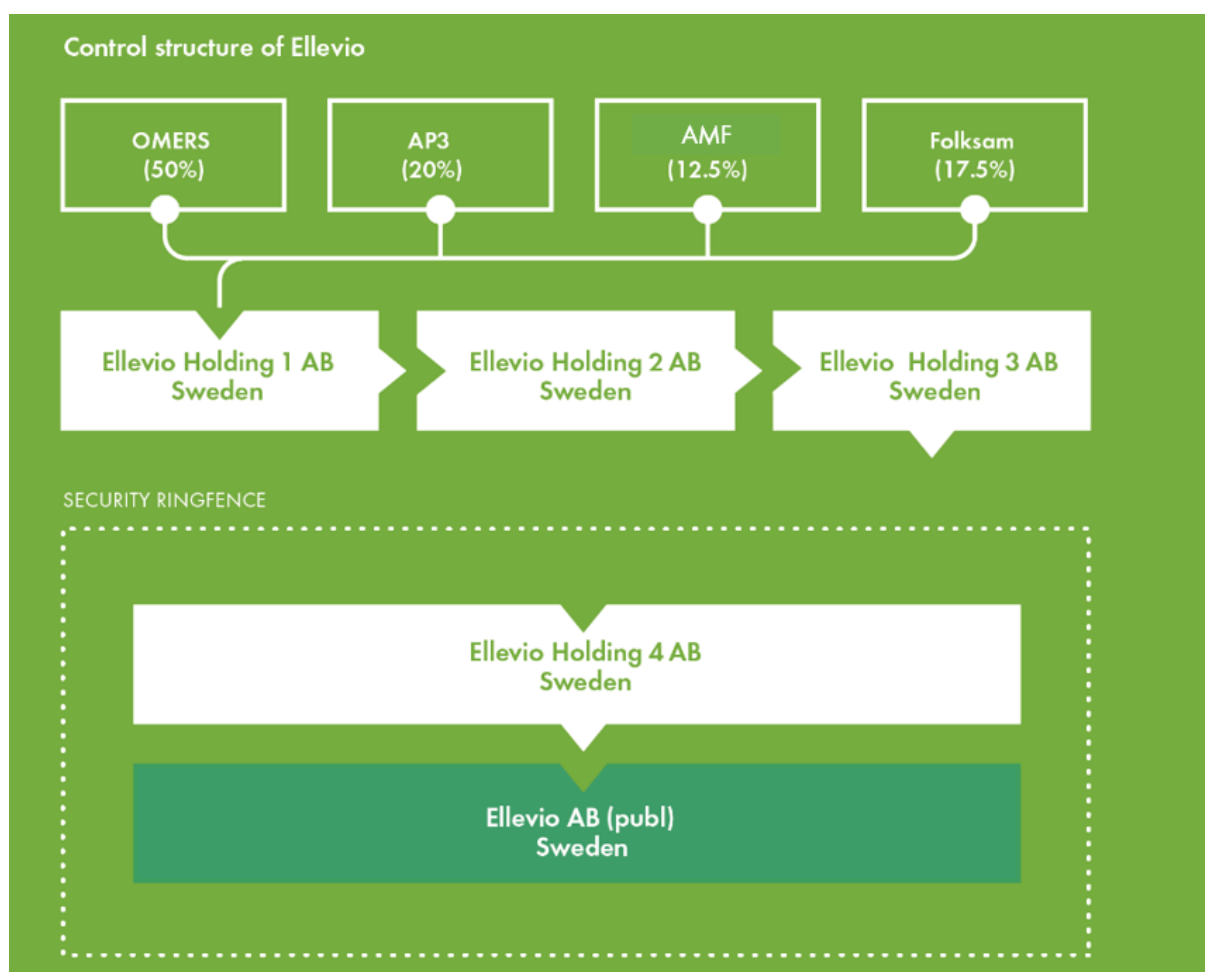 Control structure of Ellevio
OMERS
(50%)
AP3
(20%)
AMF
(12.5%)
Folksam
(17.5%)
Ellevio Holding 1 AB
Sweden
Ellevio Holding 2 AB
Sweden
Ellevio Holding 3 AB
Sweden
SECURITY RINGFENCE
Ellevio Holding 4 AB
Sweden
Ellevio AB (publ)
Sweden